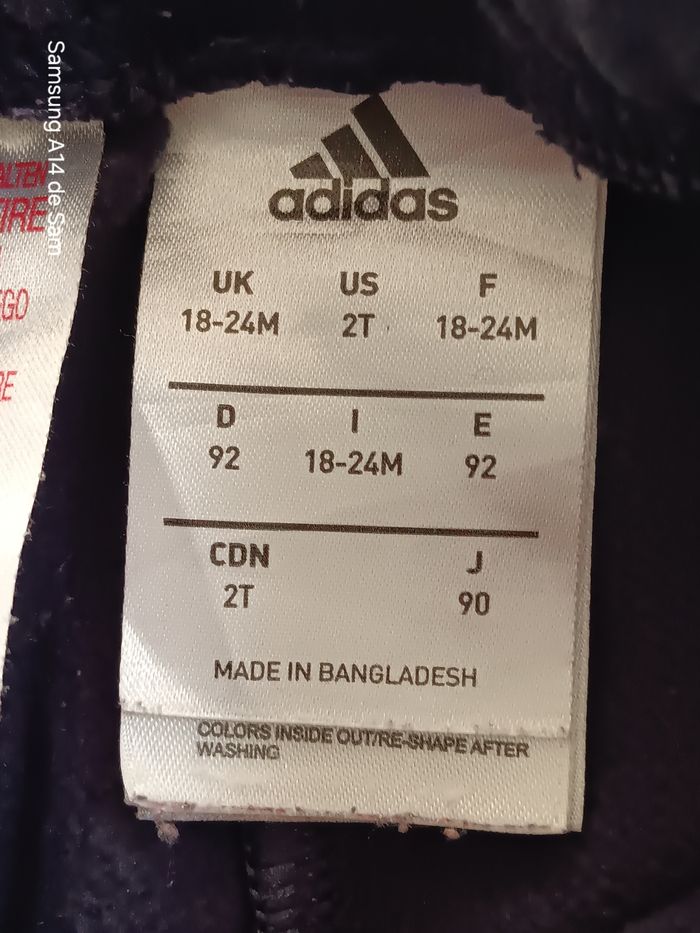 Samsung A14 de Sam
adidas
UK US F
18-24M 2T 18-24M
D I E
92 18-24M 92
CDN J
2T 90
MADE IN BANGLADESH
COLORS INSIDE OUT/RE-SHAPE AFTER
WASHING